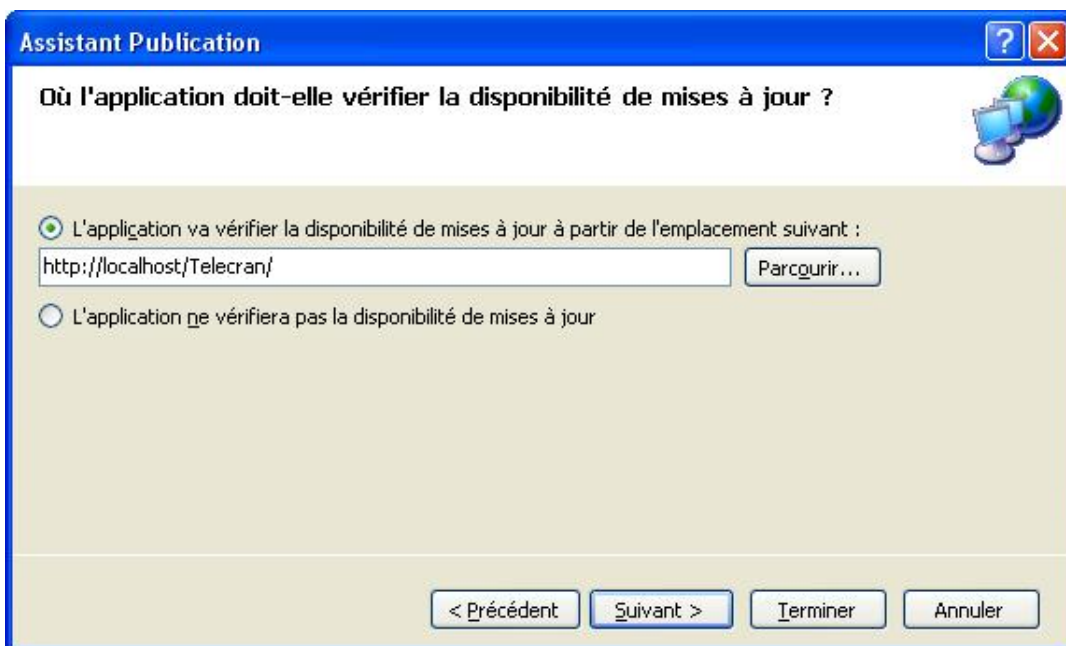 Assistant Publication
Où l'application doit-elle vérifier la disponibilité de mises à jour ?
L'application va vérifier la disponibilité de mises à jour à partir de l'emplacement suivant :
http://localhost/Telecran/
Parcourir...
L'application ne vérifiera pas la disponibilité de mises à jour
< Précédent Suivant > Terminer Annuler